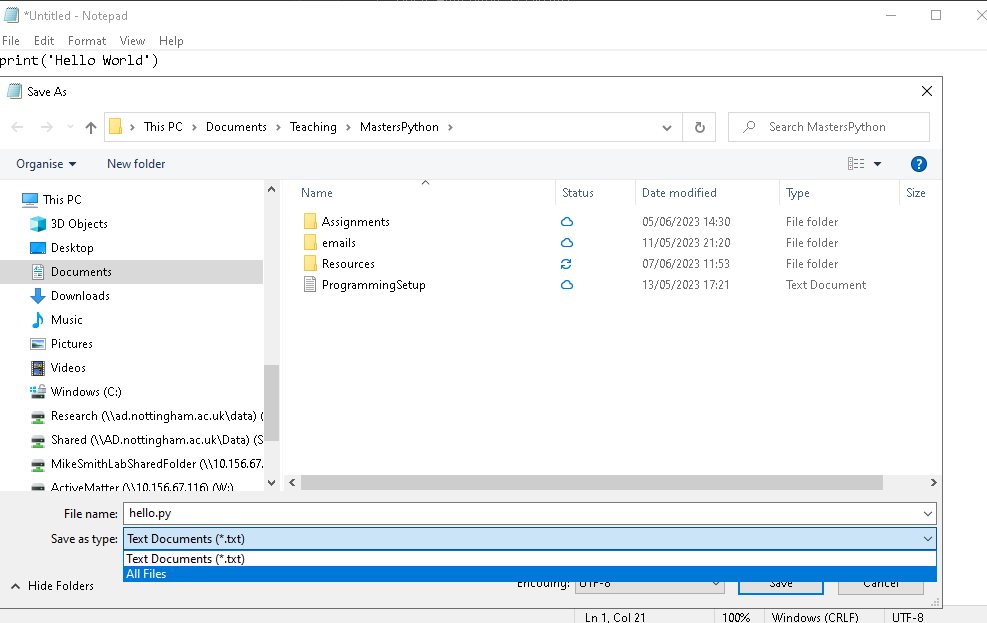 *Untitled - Notepad
File Edit Format View Help
print('Hello World')
Save As
This PC > Documents > Teaching > MastersPython >
Search MastersPython
Organise New folder
Name Status Date modified Type Size
This PC
3D Objects
Desktop
Documents
Downloads
Music
Pictures
Videos
Windows (C:)
Research (\\ad.nottingham.ac.uk\data) (
Shared (\\AD.nottingham.ac.uk\Data) (S
MikeSmithLabSharedFolder (\\10.156.67.
ActiveMatter (\\10.156.67.116) (W:)
Assignments 05/06/2023 14:30 File folder
emails 11/05/2023 21:20 File folder
Resources 07/06/2023 11:53 File folder
ProgrammingSetup 13/05/2023 17:21 Text Document
File name: hello.py
Save as type: Text Documents (*.txt)
Text Documents (*.txt)
All Files
Hide Folders Encoding: UTF-8 Save Cancel
Ln 1, Col 21 100% Windows (CRLF) UTF-8